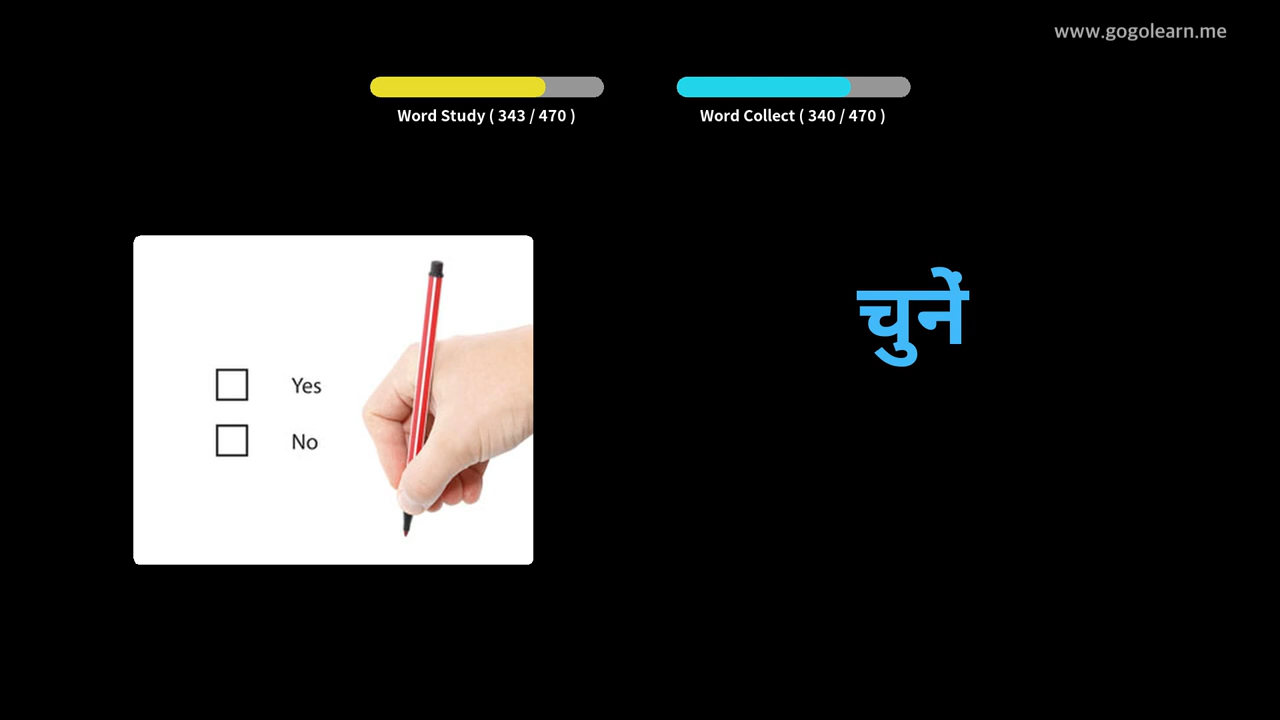 www.gogolearn.me
Word Study ( 343 / 470 )
Word Collect ( 340 / 470 )
चुनें
Yes
No